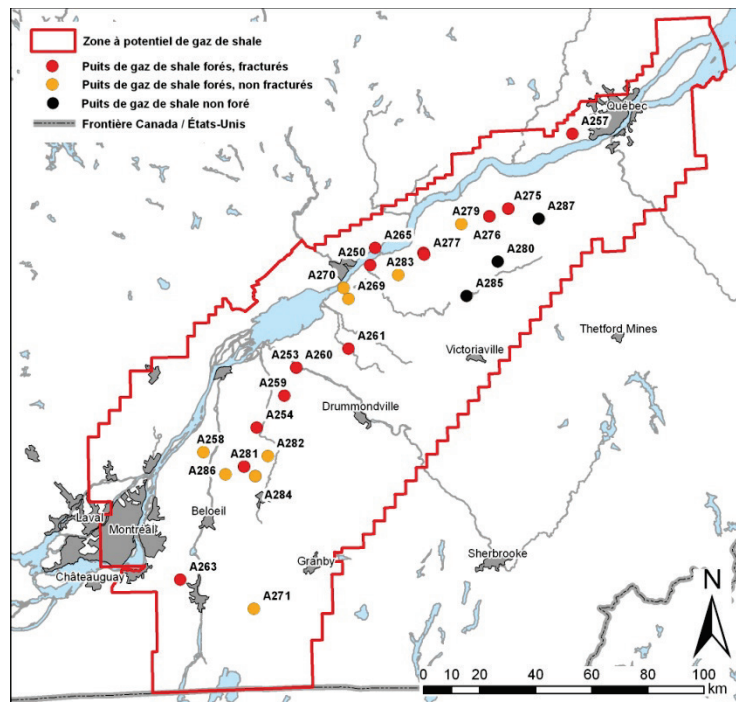 Zone à potentiel de gaz de shale
Puits de gaz de shale forés, fracturés
Puits de gaz de shale forés, non fracturés
Puits de gaz de shale non foré
Frontière Canada / États-Unis
Québec
A257
A275
A279
A287
A276
A265
A250
A277
A280
A283
A270
A269
A285
A261
Thetford Mines
Victoriaville
A253 A260
A259
Drummondville
A254
A258
A282
A281
A286
A284
Beloeil
Laval
Montréal
Sherbrooke
Granby
Châteauguay
A263
A271
N
0 20 40 60 80 100
km